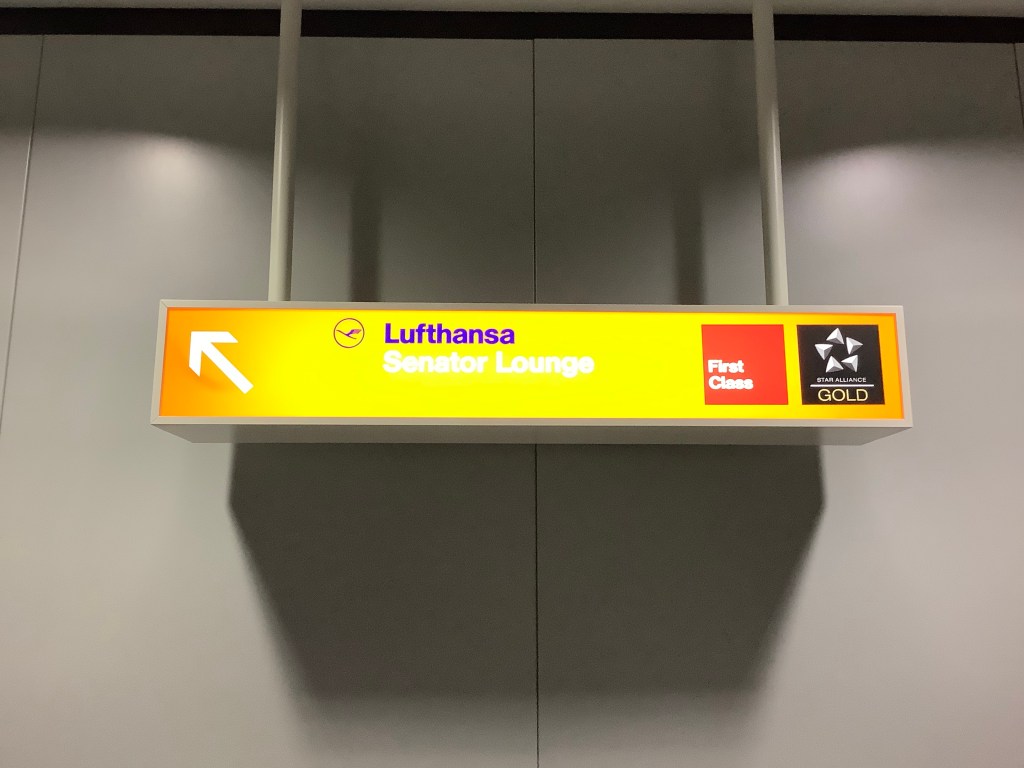 Lufthansa
Senator Lounge
First
Class
STAR ALLIANCE
GOLD